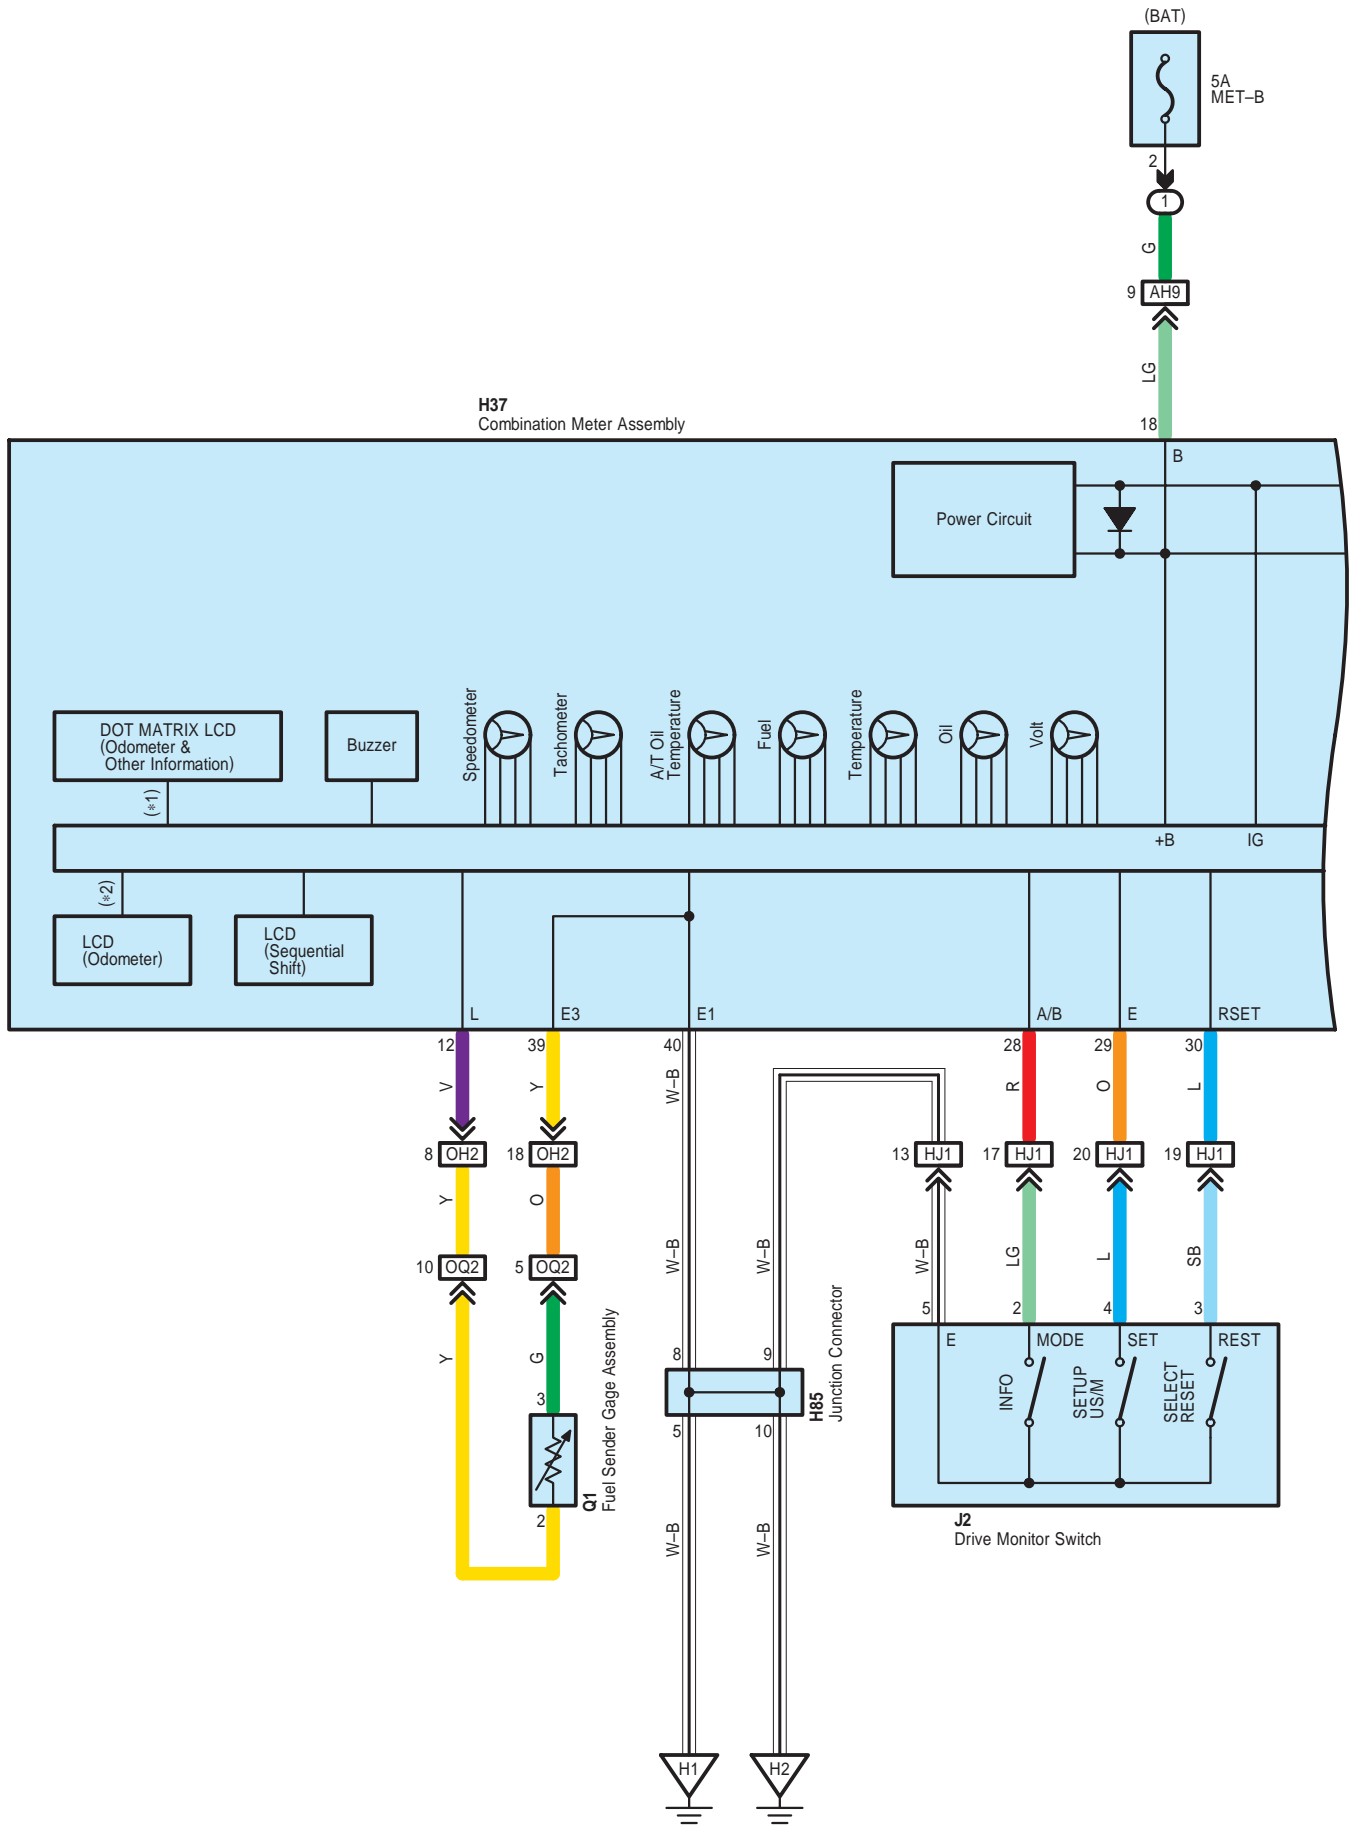 (BAT)
5A
MET–B
2
1
G
9 AH9
LG
H37
Combination Meter Assembly
18
B
Power Circuit
DOT MATRIX LCD
(Odometer &
Other Information)
Buzzer
Speedometer
Tachometer
A/T Oil
Temperature
Fuel
Temperature
Oil
Volt
(*1)
+B
IG
(*2)
LCD
(Odometer)
LCD
(Sequential
Shift)
L
E3
E1
A/B
E
RSET
12
39
40
28
29
30
V
Y
W–B
R
O
L
8 OH2
18 OH2
13 HJ1
17 HJ1
20 HJ1
19 HJ1
Y
O
W–B
W–B
W–B
LG
L
SB
10 OQ2
5 OQ2
5
2
4
3
Y
G
Q1
Fuel Sender Gage Assembly
8
9
H85
Junction Connector
E
MODE
SET
REST
INFO
SETUP
US/M
SELECT
RESET
3
5
10
2
W–B
W–B
J2
Drive Monitor Switch
H1
H2